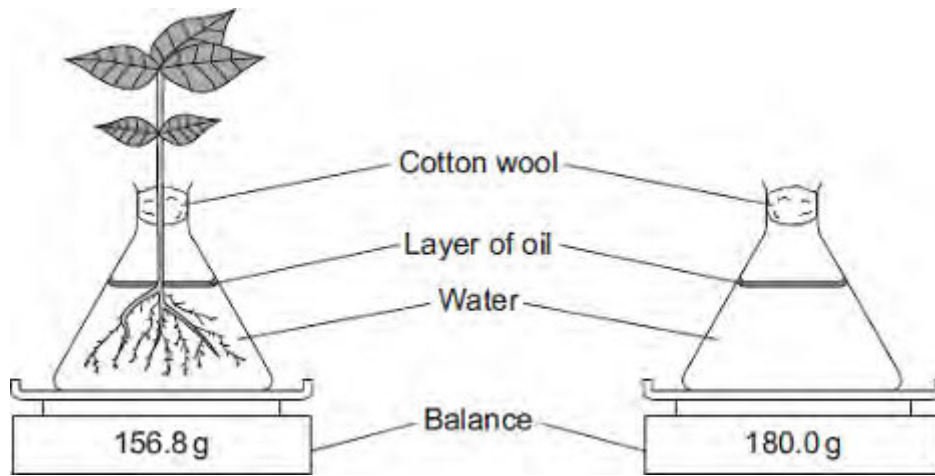 Cotton wool
Layer of oil
Water
Balance
156.8 g
180.0 g